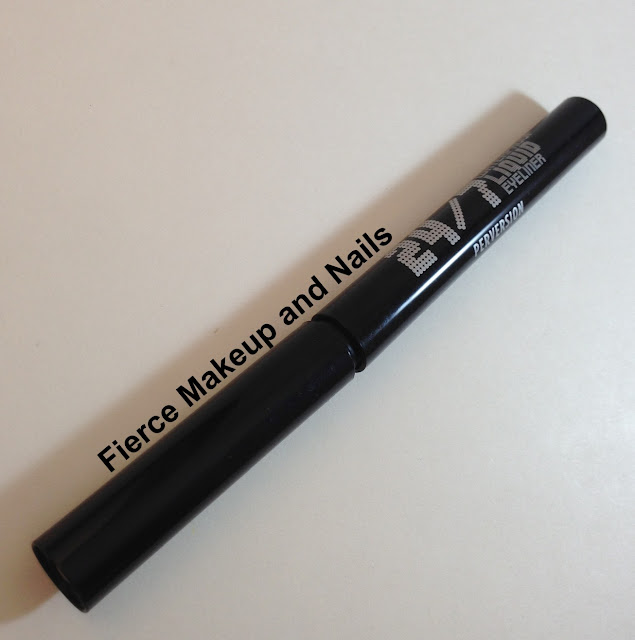 Fierce Makeup and Nails
24/7
LIQUID
EYELINER
PERVERSION